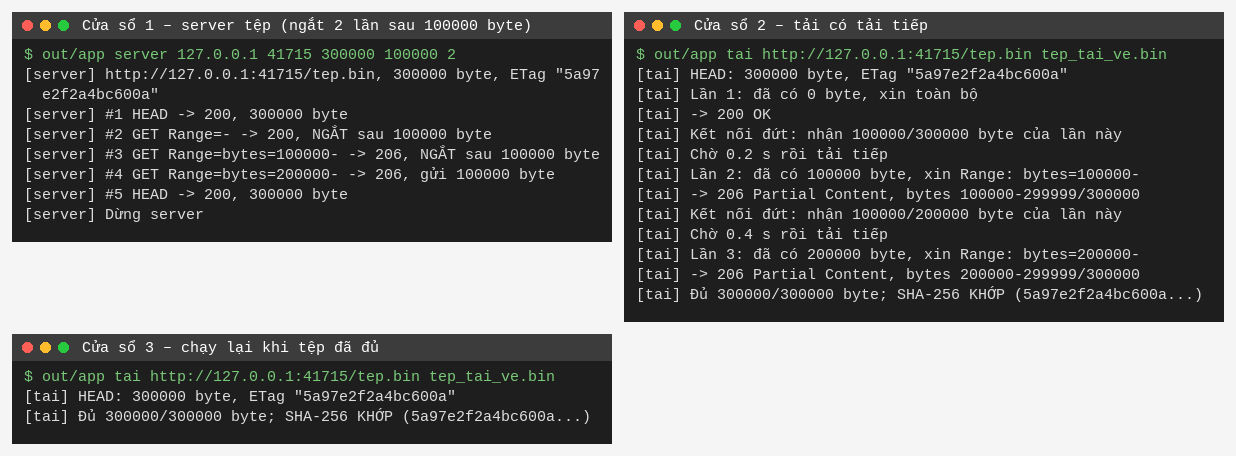 Cửa sổ 1 – server tệp (ngắt 2 lần sau 100000 byte)
$ out/app server 127.0.0.1 41715 300000 100000 2
[server] http://127.0.0.1:41715/tep.bin, 300000 byte, ETag "5a97
e2f2a4bc600a"
[server] #1 HEAD -> 200, 300000 byte
[server] #2 GET Range=- -> 200, NGẮT sau 100000 byte
[server] #3 GET Range=bytes=100000- -> 206, NGẮT sau 100000 byte
[server] #4 GET Range=bytes=200000- -> 206, gửi 100000 byte
[server] #5 HEAD -> 200, 300000 byte
[server] Dừng server
Cửa sổ 2 – tải có tải tiếp
$ out/app tai http://127.0.0.1:41715/tep.bin tep_tai_ve.bin
[tai] HEAD: 300000 byte, ETag "5a97e2f2a4bc600a"
[tai] Lần 1: đã có 0 byte, xin toàn bộ
[tai] -> 200 OK
[tai] Kết nối đứt: nhận 100000/300000 byte của lần này
[tai] Chờ 0.2 s rồi tải tiếp
[tai] Lần 2: đã có 100000 byte, xin Range: bytes=100000-
[tai] -> 206 Partial Content, bytes 100000-299999/300000
[tai] Kết nối đứt: nhận 100000/200000 byte của lần này
[tai] Chờ 0.4 s rồi tải tiếp
[tai] Lần 3: đã có 200000 byte, xin Range: bytes=200000-
[tai] -> 206 Partial Content, bytes 200000-299999/300000
[tai] Đủ 300000/300000 byte; SHA-256 KHỚP (5a97e2f2a4bc600a...)
Cửa sổ 3 – chạy lại khi tệp đã đủ
$ out/app tai http://127.0.0.1:41715/tep.bin tep_tai_ve.bin
[tai] HEAD: 300000 byte, ETag "5a97e2f2a4bc600a"
[tai] Đủ 300000/300000 byte; SHA-256 KHỚP (5a97e2f2a4bc600a...)